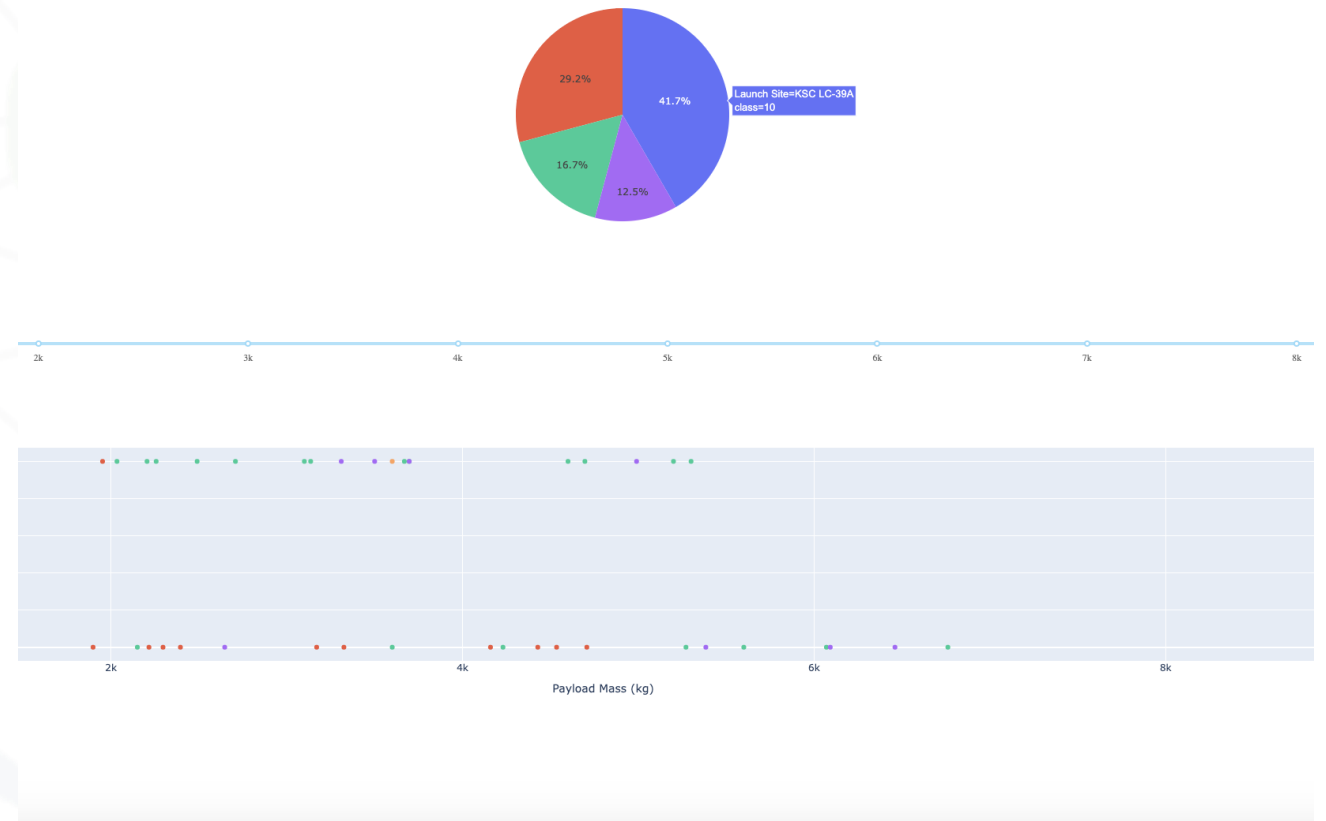 29.2%
41.7%
Launch Site=KSC LC-39A
class=10
16.7%
12.5%
2k 3k 4k 5k 6k 7k 8k
2k 4k 6k 8k
Payload Mass (kg)